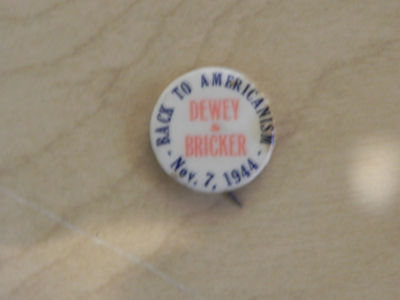 BACK TO AMERICANISM
DEWEY
&
BRICKER
- Nov. 7, 1944 -